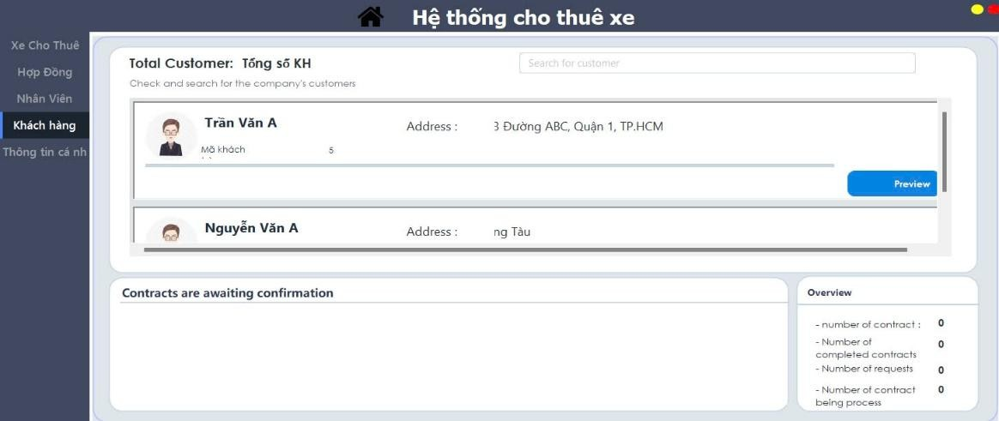 Hệ thống cho thuê xe
Xe Cho Thuê
Hợp Đồng
Nhân Viên
Khách hàng
Thông tin cá nh
Total Customer: Tổng số KH
Search for customer
Check and search for the company's customers
Trần Văn A
Address : 3 Đường ABC, Quận 1, TP.HCM
Mã khách 5
Preview
Nguyễn Văn A
Address : ng Tàu
Contracts are awaiting confirmation
Overview
- number of contract : 0
- Number of
completed contracts 0
- Number of requests 0
- Number of contract
being process 0